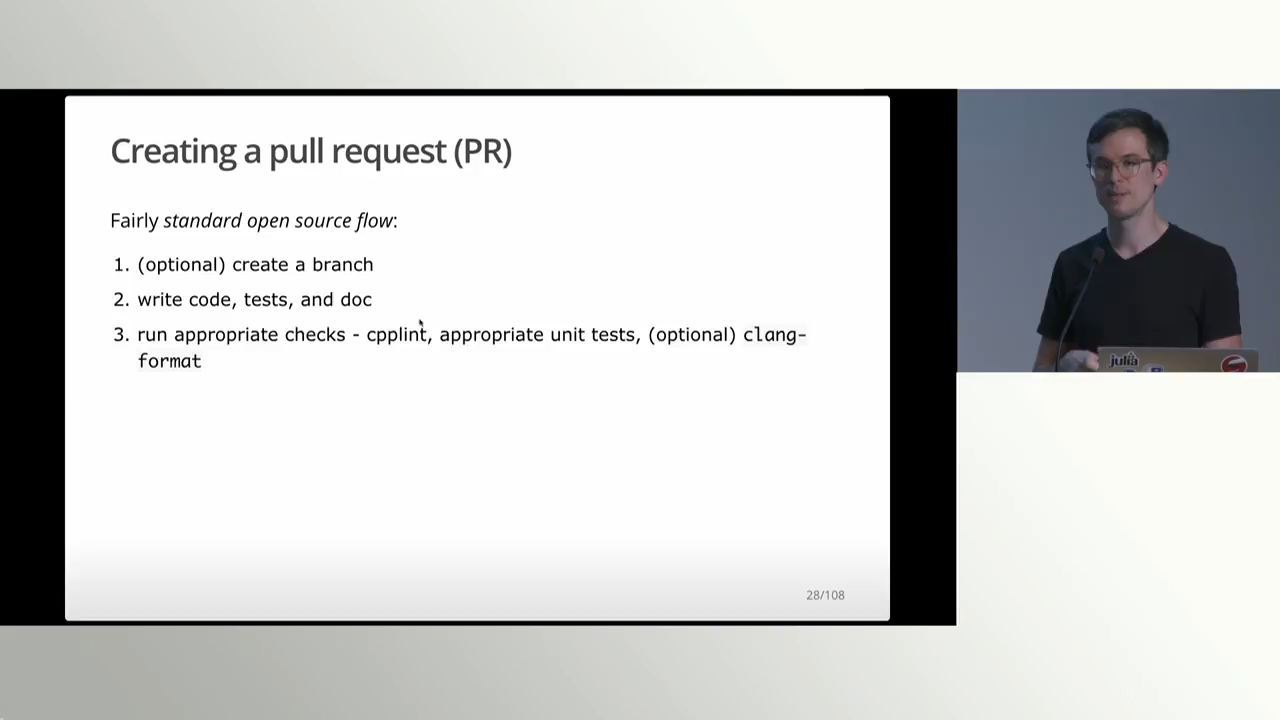 Creating a pull request (PR)
Fairly standard open source flow:
1. (optional) create a branch
2. write code, tests, and doc
3. run appropriate checks - cpplint, appropriate unit tests, (optional) clang-
format
28/108
julia